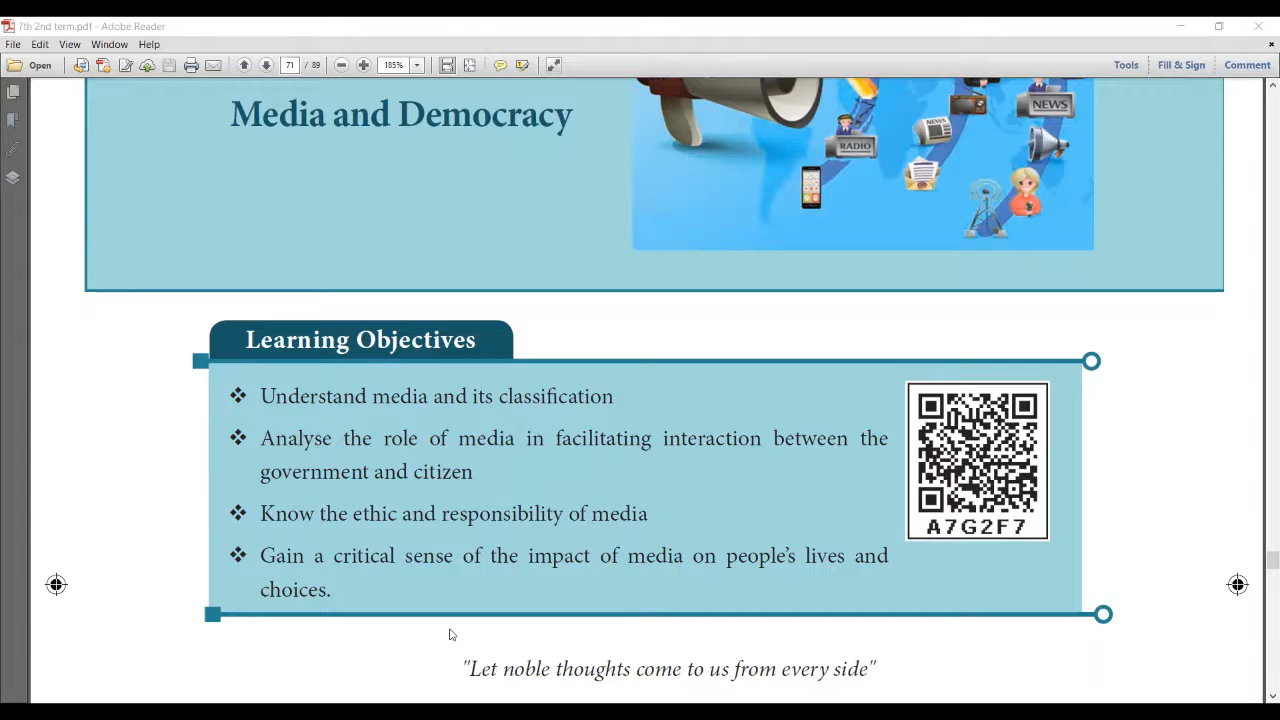 7th 2nd term.pdf - Adobe Reader
File Edit View Window Help
Open 71 / 89 185% Tools Fill & Sign Comment
Media and Democracy
NEWS
NEWS
RADIO
Learning Objectives
❖ Understand media and its classification
❖ Analyse the role of media in facilitating interaction between the
government and citizen
❖ Know the ethic and responsibility of media
❖ Gain a critical sense of the impact of media on people's lives and
choices.
A7G2F7
"Let noble thoughts come to us from every side"